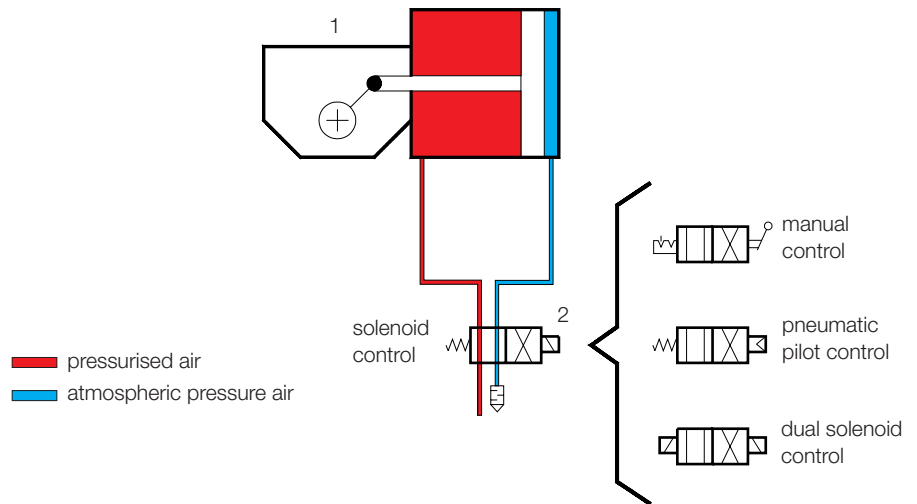 1
manual
control
2
solenoid
control
pneumatic
pilot control
pressurised air
atmospheric pressure air
dual solenoid
control